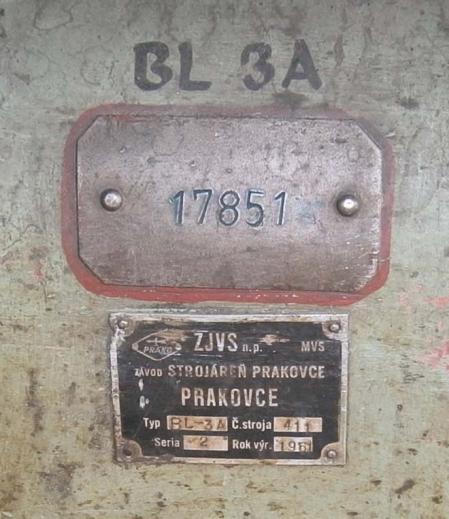 BL 3A
17851
PRAKO ZJVS n.p. MVS
ZÁVOD STROJÁREŇ PRAKOVCE
PRAKOVCE
Typ BL-3A Č.stroja 411
Seria 2 Rok výr.